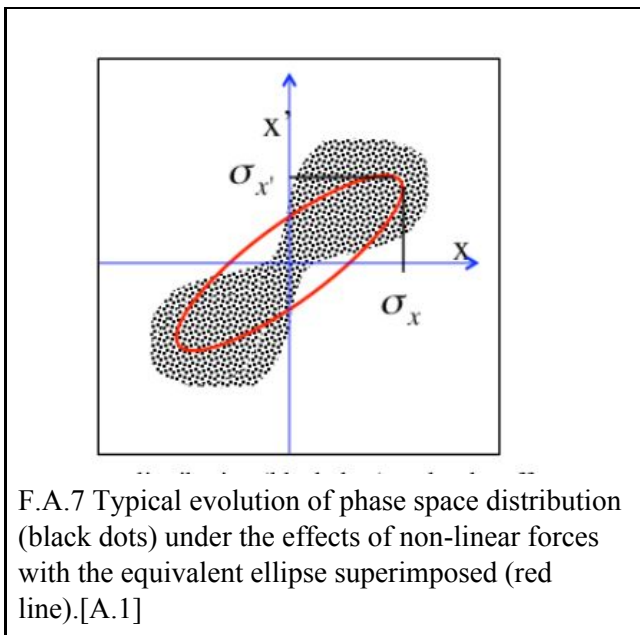 x'
σx'
x
σx
F.A.7 Typical evolution of phase space distribution
(black dots) under the effects of non-linear forces
with the equivalent ellipse superimposed (red
line).[A.1]